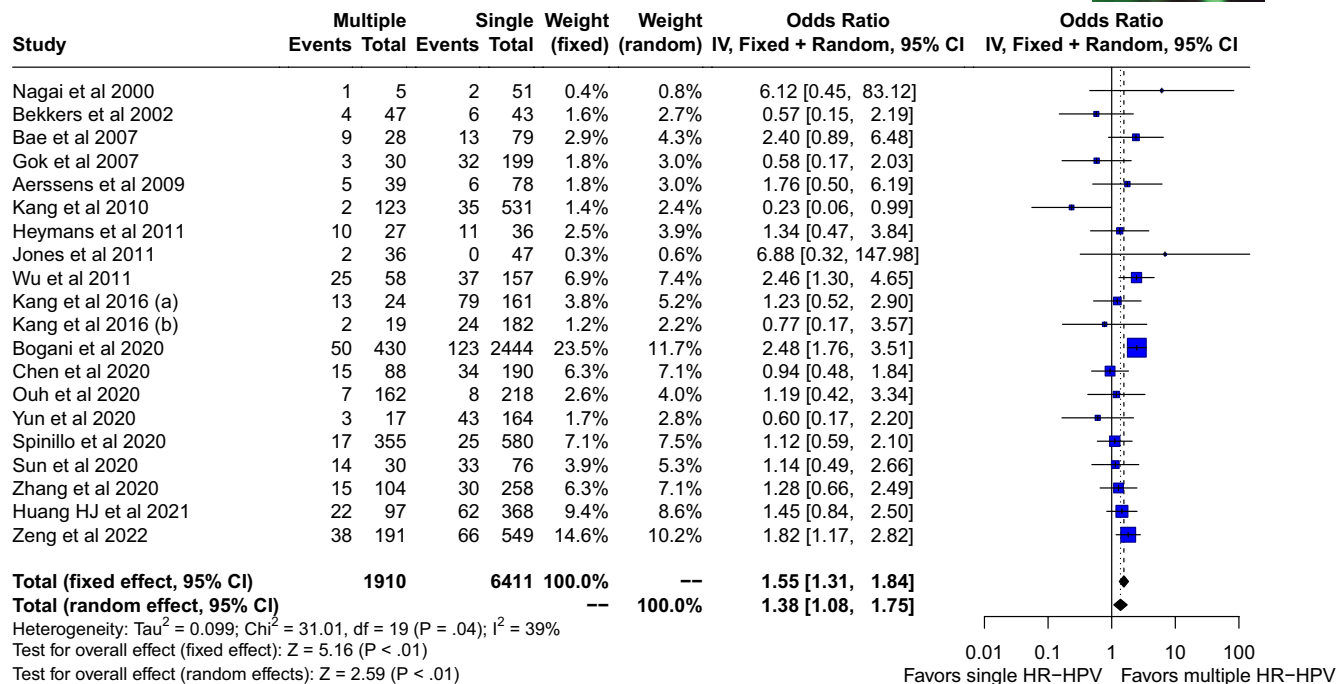 Multiple Single Weight Weight Odds Ratio Odds Ratio
Study Events Total Events Total (fixed) (random) IV, Fixed + Random, 95% CI IV, Fixed + Random, 95% CI
Nagai et al 2000 1 5 2 51 0.4% 0.8% 6.12 [0.45, 83.12]
Bekkers et al 2002 4 47 6 43 1.6% 2.7% 0.57 [0.15, 2.19]
Bae et al 2007 9 28 13 79 2.9% 4.3% 2.40 [0.89, 6.48]
Gok et al 2007 3 30 32 199 1.8% 3.0% 0.58 [0.17, 2.03]
Aerssens et al 2009 5 39 6 78 1.8% 3.0% 1.76 [0.50, 6.19]
Kang et al 2010 2 123 35 531 1.4% 2.4% 0.23 [0.06, 0.99]
Heymans et al 2011 10 27 11 36 2.5% 3.9% 1.34 [0.47, 3.84]
Jones et al 2011 2 36 0 47 0.3% 0.6% 6.88 [0.32, 147.98]
Wu et al 2011 25 58 37 157 6.9% 7.4% 2.46 [1.30, 4.65]
Kang et al 2016 (a) 13 24 79 161 3.8% 5.2% 1.23 [0.52, 2.90]
Kang et al 2016 (b) 2 19 24 182 1.2% 2.2% 0.77 [0.17, 3.57]
Bogani et al 2020 50 430 123 2444 23.5% 11.7% 2.48 [1.76, 3.51]
Chen et al 2020 15 88 34 190 6.3% 7.1% 0.94 [0.48, 1.84]
Ouh et al 2020 7 162 8 218 2.6% 4.0% 1.19 [0.42, 3.34]
Yun et al 2020 3 17 43 164 1.7% 2.8% 0.60 [0.17, 2.20]
Spinillo et al 2020 17 355 25 580 7.1% 7.5% 1.12 [0.59, 2.10]
Sun et al 2020 14 30 33 76 3.9% 5.3% 1.14 [0.49, 2.66]
Zhang et al 2020 15 104 30 258 6.3% 7.1% 1.28 [0.66, 2.49]
Huang HJ et al 2021 22 97 62 368 9.4% 8.6% 1.45 [0.84, 2.50]
Zeng et al 2022 38 191 66 549 14.6% 10.2% 1.82 [1.17, 2.82]
Total (fixed effect, 95% CI) 1910 6411 100.0% −− 1.55 [1.31, 1.84]
Total (random effect, 95% CI) −− 100.0% 1.38 [1.08, 1.75]
Heterogeneity: Tau² = 0.099; Chi² = 31.01, df = 19 (P = .04); I² = 39%
Test for overall effect (fixed effect): Z = 5.16 (P < .01)
Test for overall effect (random effects): Z = 2.59 (P < .01)
0.01 0.1 1 10 100
Favors single HR−HPV Favors multiple HR−HPV